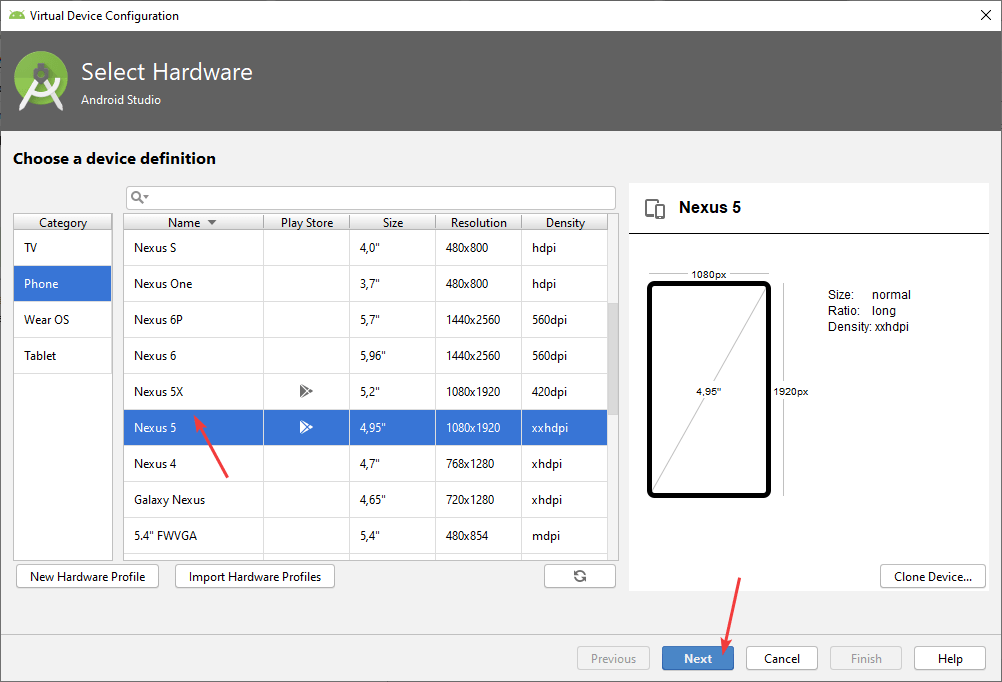 Virtual Device Configuration
Select Hardware
Android Studio
Choose a device definition
Category
TV
Phone
Wear OS
Tablet
Name Play Store Size Resolution Density
Nexus S 4,0" 480x800 hdpi
Nexus One 3,7" 480x800 hdpi
Nexus 6P 5,7" 1440x2560 560dpi
Nexus 6 5,96" 1440x2560 560dpi
Nexus 5X 5,2" 1080x1920 420dpi
Nexus 5 4,95" 1080x1920 xxhdpi
Nexus 4 4,7" 768x1280 xhdpi
Galaxy Nexus 4,65" 720x1280 xhdpi
5.4" FWVGA 5,4" 480x854 mdpi
New Hardware Profile Import Hardware Profiles
Nexus 5
1080px
4,95"
1920px
Size: normal
Ratio: long
Density: xxhdpi
Clone Device...
Previous Next Cancel Finish Help